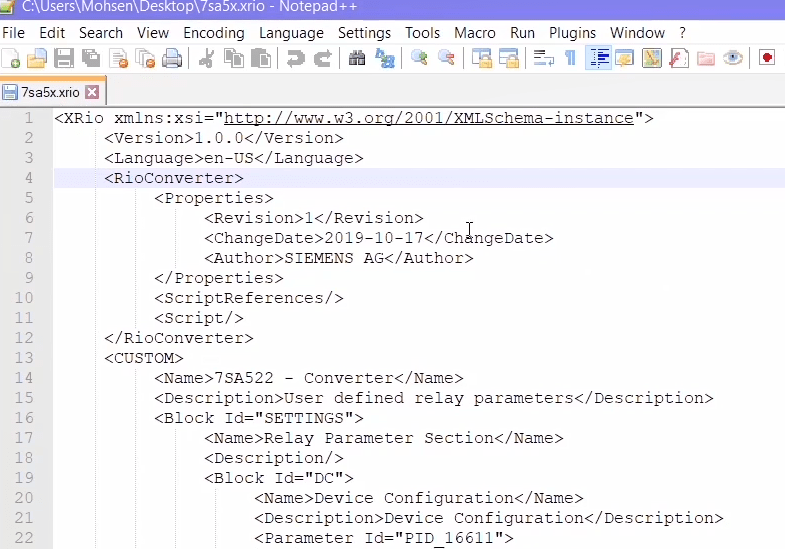 C:\Users\Mohsen\Desktop\7sa5x.xrio - Notepad++
File Edit Search View Encoding Language Settings Tools Macro Run Plugins Window ?
7sa5x.xrio
1 <XRio xmlns:xsi="http://www.w3.org/2001/XMLSchema-instance">
2 <Version>1.0.0</Version>
3 <Language>en-US</Language>
4 <RioConverter>
5 <Properties>
6 <Revision>1</Revision>
7 <ChangeDate>2019-10-17</ChangeDate>
8 <Author>SIEMENS AG</Author>
9 </Properties>
10 <ScriptReferences/>
11 <Script/>
12 </RioConverter>
13 <CUSTOM>
14 <Name>7SA522 - Converter</Name>
15 <Description>User defined relay parameters</Description>
16 <Block Id="SETTINGS">
17 <Name>Relay Parameter Section</Name>
18 <Description/>
19 <Block Id="DC">
20 <Name>Device Configuration</Name>
21 <Description>Device Configuration</Description>
22 <Parameter Id="PID_16611">